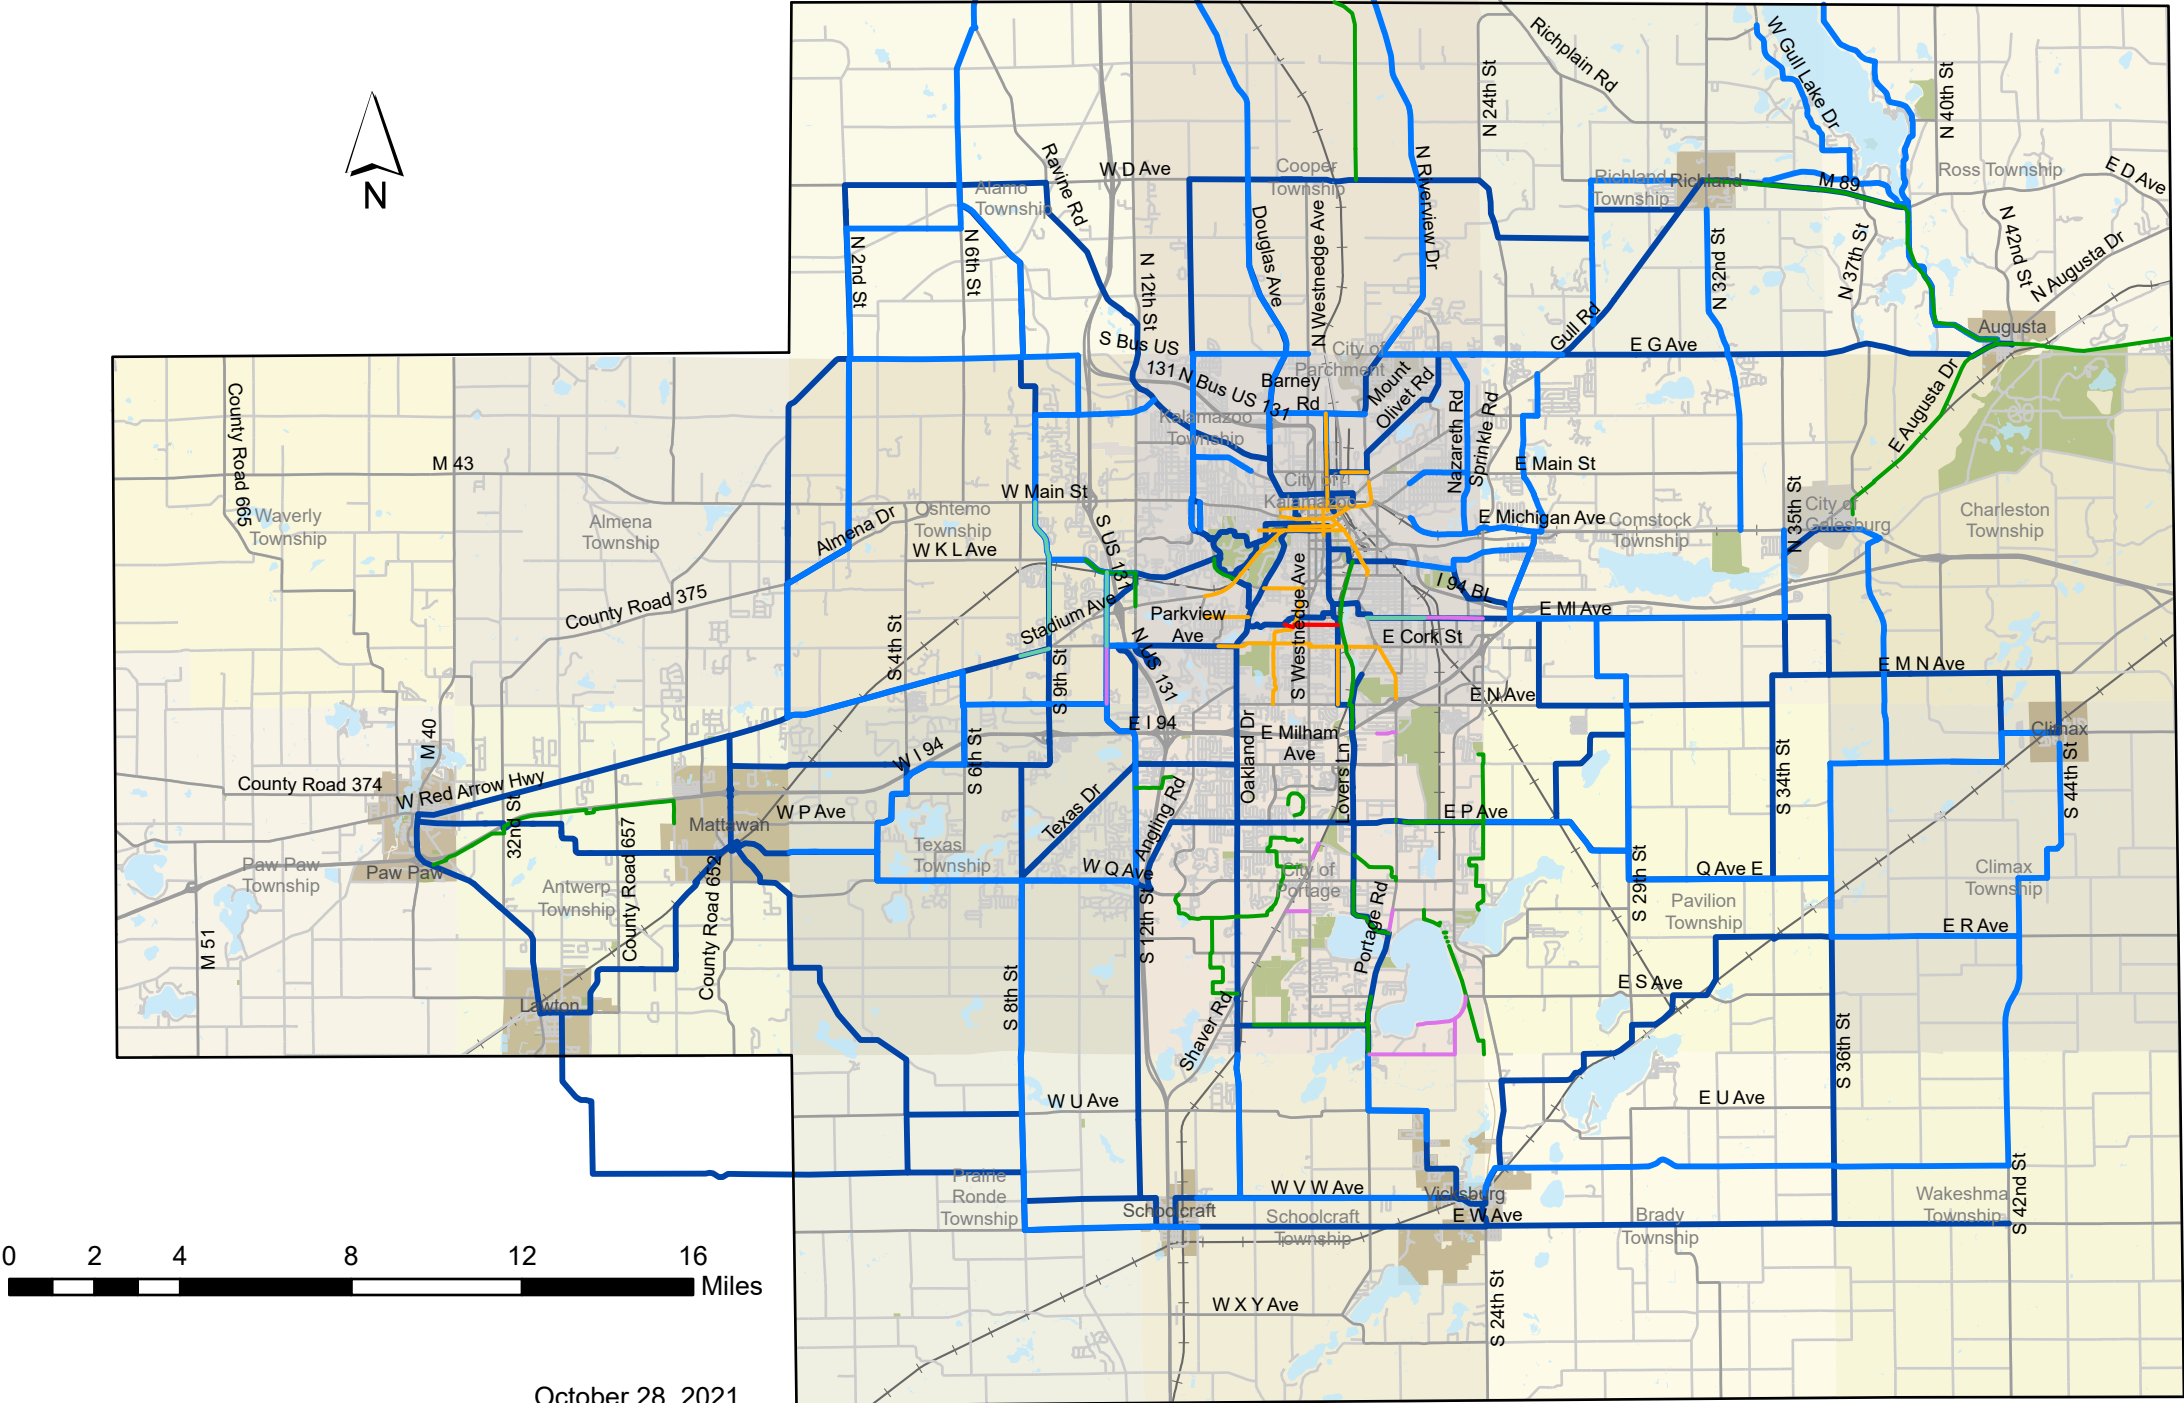 Richplain Rd
W Gull Lake Dr
N 24th St
N 40th St
N
Ravine Rd
W D Ave
Cooper
Township
N Riverview Dr
Richland
Township
Richland
M 89
Ross Township
E D Ave
Alamo
Township
Douglas Ave
N Westnedge Ave
N 2nd St
N 6th St
N 12th St
N 32nd St
N 37th St
N 42nd St
N Augusta Dr
Gull Rd
Augusta
S Bus US
131
N Bus US 131
City of
Parchment
E G Ave
Barney
Rd
Mount
Olivet Rd
E Augusta Dr
County Road 665
Kalamazoo
Township
Nazareth Rd
Sprinkle Rd
M 43
W Main St
City of
Kalamazoo
E Main St
N 35th St
City of
Galesburg
Waverly
Township
Almena
Township
Almena Dr
Oshtemo
Township
W K L Ave
S US 131
E Michigan Ave
Comstock
Township
Charleston
Township
County Road 375
S 4th St
Stadium Ave
Parkview
Ave
S Westnedge Ave
I 94 BL
E MI Ave
E Cork St
N US 131
S 9th St
E M N Ave
E N Ave
M 40
E I 94
Oakland Dr
E Milham
Ave
Climax
W I 94
S 6th St
County Road 374
W Red Arrow Hwy
Lovers Ln
S 34th St
S 44th St
Mattawan
W P Ave
Texas Dr
Angling Rd
E P Ave
32nd St
County Road 657
Paw Paw
Township
Paw Paw
Antwerp
Township
County Road 652
Texas
Township
W Q Ave
City of
Portage
Q Ave E
Climax
Township
S 29th St
Pavilion
Township
M 51
S 12th St
Portage Rd
E R Ave
Lawton
S 8th St
Shaver Rd
E S Ave
S 36th St
W U Ave
E U Ave
Prairie
Ronde
Township
W V W Ave
Vicksburg
Schoolcraft
Schoolcraft
Township
E W Ave
Brady
Township
Wakeshma
Township
S 42nd St
0 2 4 8 12 16
Miles
S 24th St
W X Y Ave
October 28, 2021